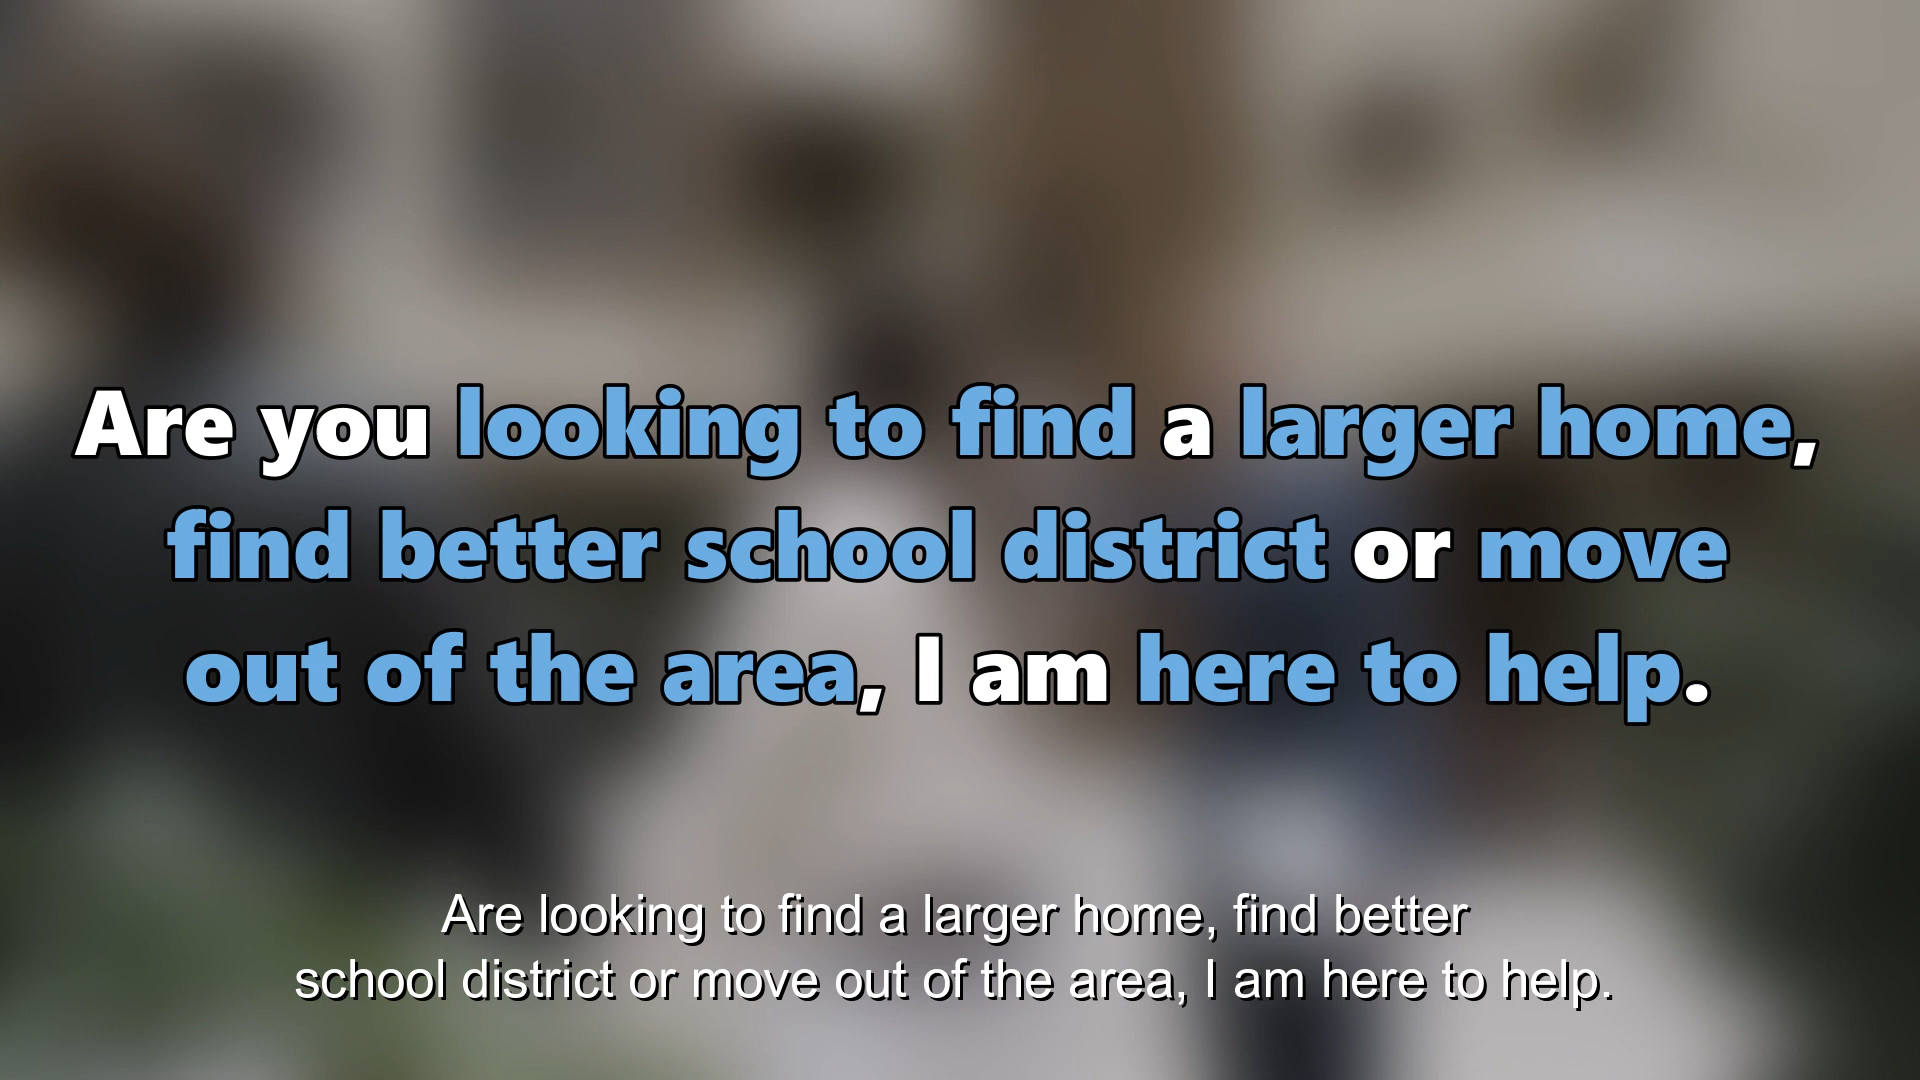 Are you looking to find a larger home,
find better school district or move
out of the area, I am here to help.
Are looking to find a larger home, find better
school district or move out of the area, I am here to help.